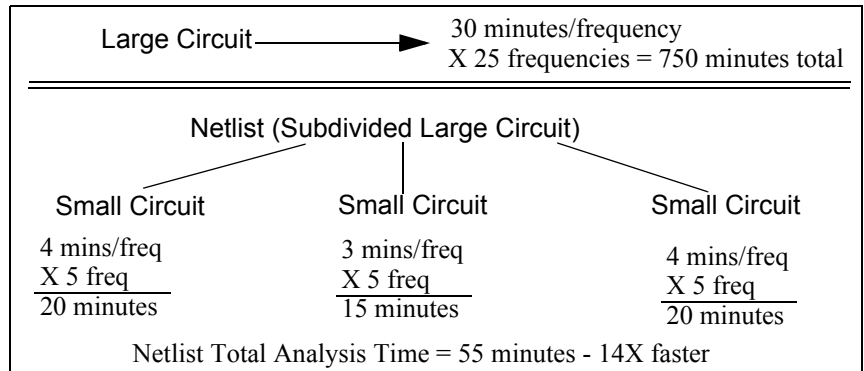 Large Circuit
30 minutes/frequency
X 25 frequencies = 750 minutes total
Netlist (Subdivided Large Circuit)
Small Circuit
4 mins/freq
X 5 freq
20 minutes
Small Circuit
3 mins/freq
X 5 freq
15 minutes
Small Circuit
4 mins/freq
X 5 freq
20 minutes
Netlist Total Analysis Time = 55 minutes - 14X faster